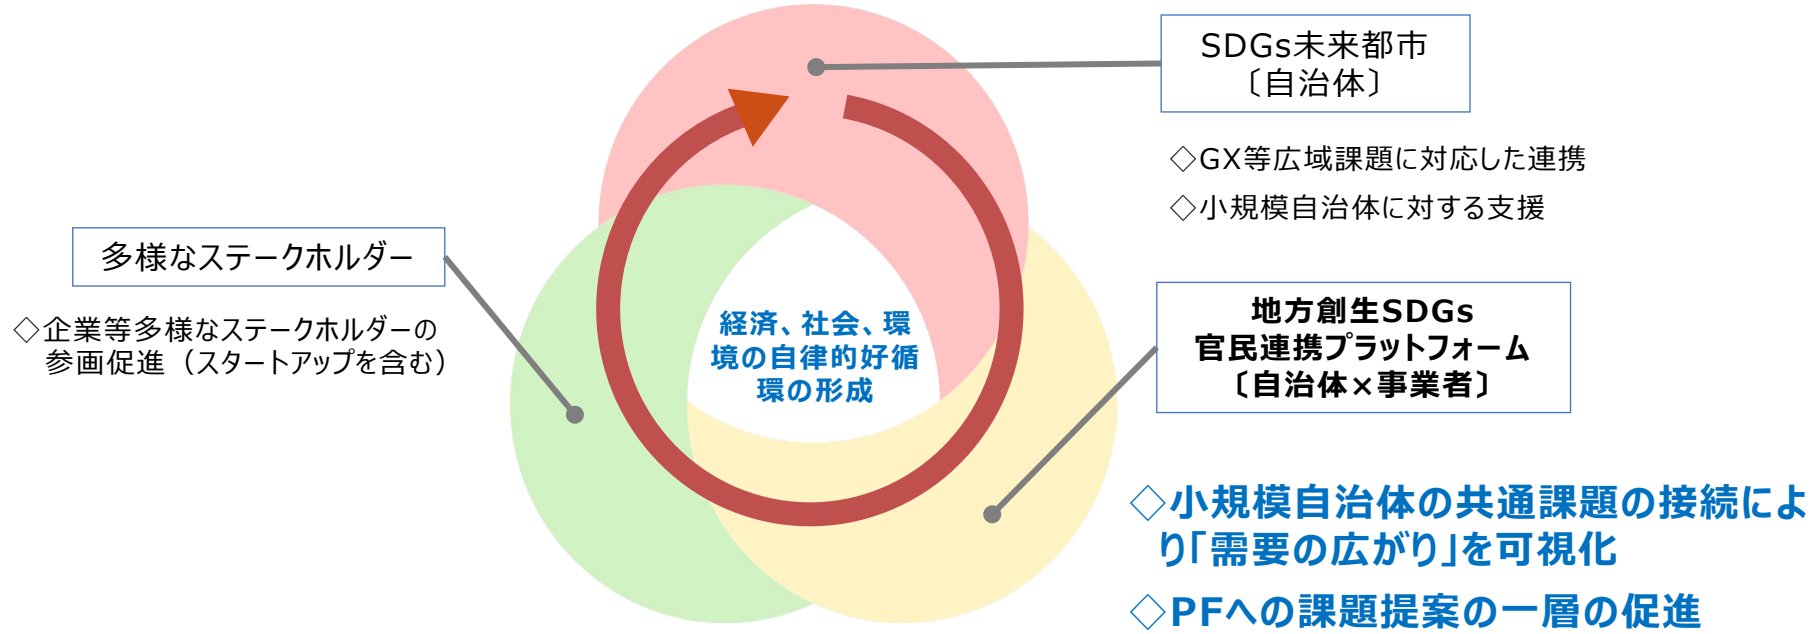 SDGs未来都市
〔自治体〕
◇GX等広域課題に対応した連携
◇小規模自治体に対する支援
多様なステークホルダー
◇企業等多様なステークホルダーの
参画促進（スタートアップを含む）
経済、社会、環
境の自律的好循
環の形成
地方創生SDGs
官民連携プラットフォーム
〔自治体×事業者〕
◇小規模自治体の共通課題の接続によ
り「需要の広がり」を可視化
◇PFへの課題提案の一層の促進